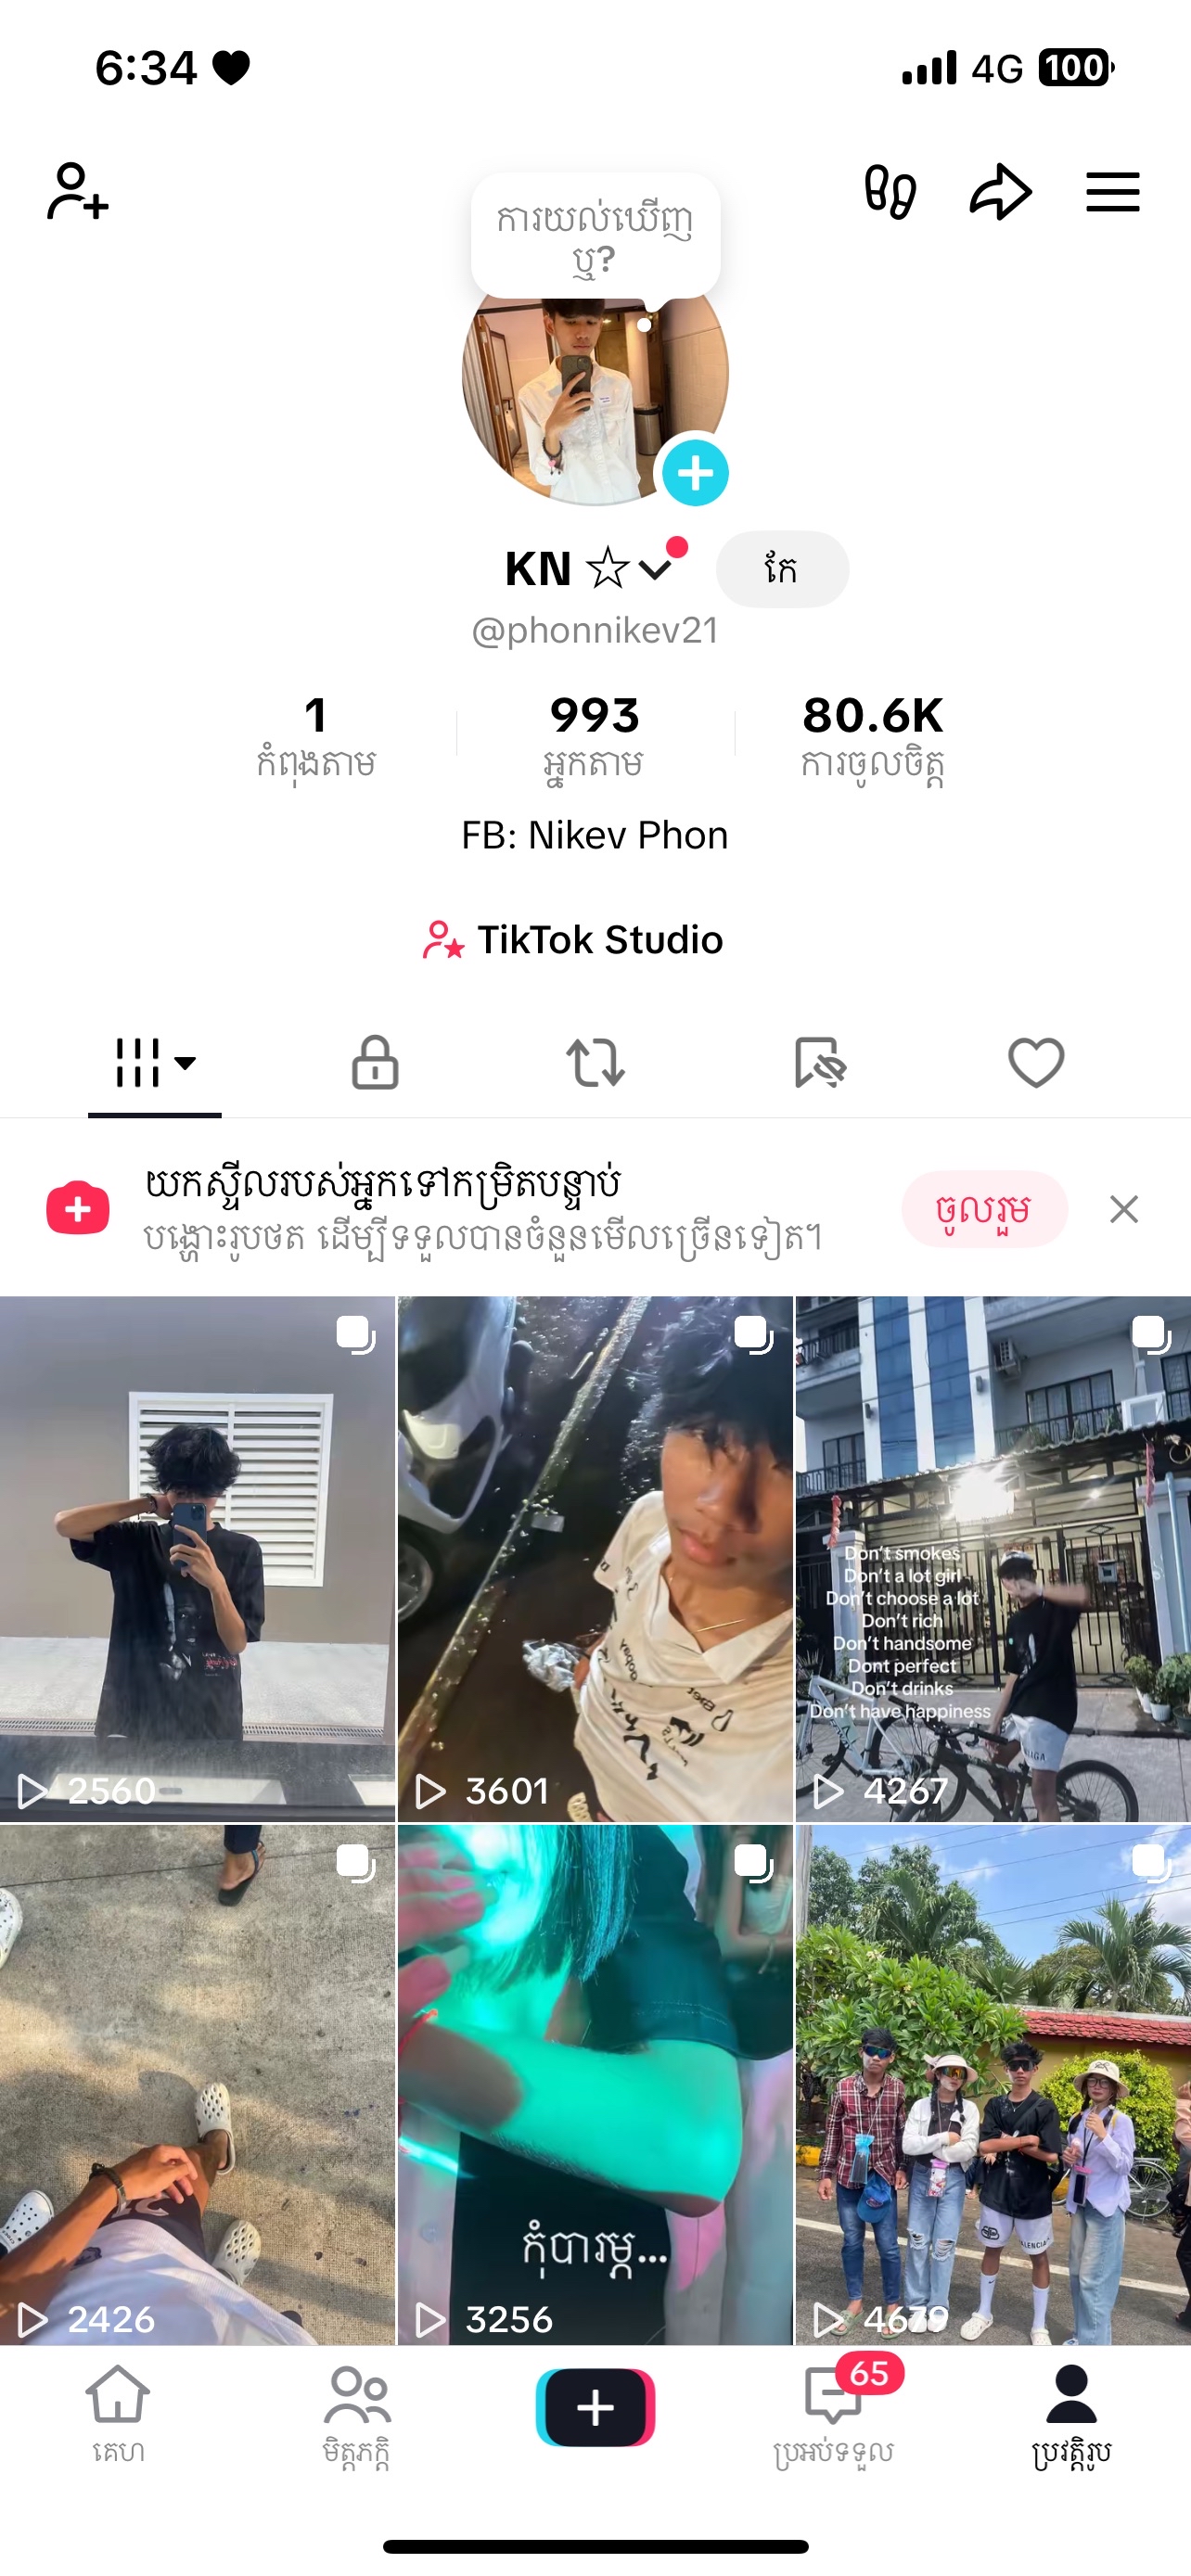 6:34
4G 100
ការយល់ឃើញ
ឬ?
KN ☆
កែ
@phonnikev21
1 993 80.6K
កំពុងតាម អ្នកតាម ការចូលចិត្ត
FB: Nikev Phon
TikTok Studio
យកស្ទីលរបស់អ្នកទៅកម្រិតបន្ទាប់
បង្ហោះរូបថត ដើម្បីទទួលបានចំនួនមើលច្រើនទៀត។
ចូលរួម
Don't smokes
Don't a lot girl
Don't choose a lot
Don't rich
Don't handsome
Dont perfect
Don't drinks
Don't have happiness
2560 3601 4267
កុំបារម្ភ...
2426 3256 4679
65
គេហ មិត្តភក្តិ ប្រអប់ទទួល ប្រវត្តិរូប